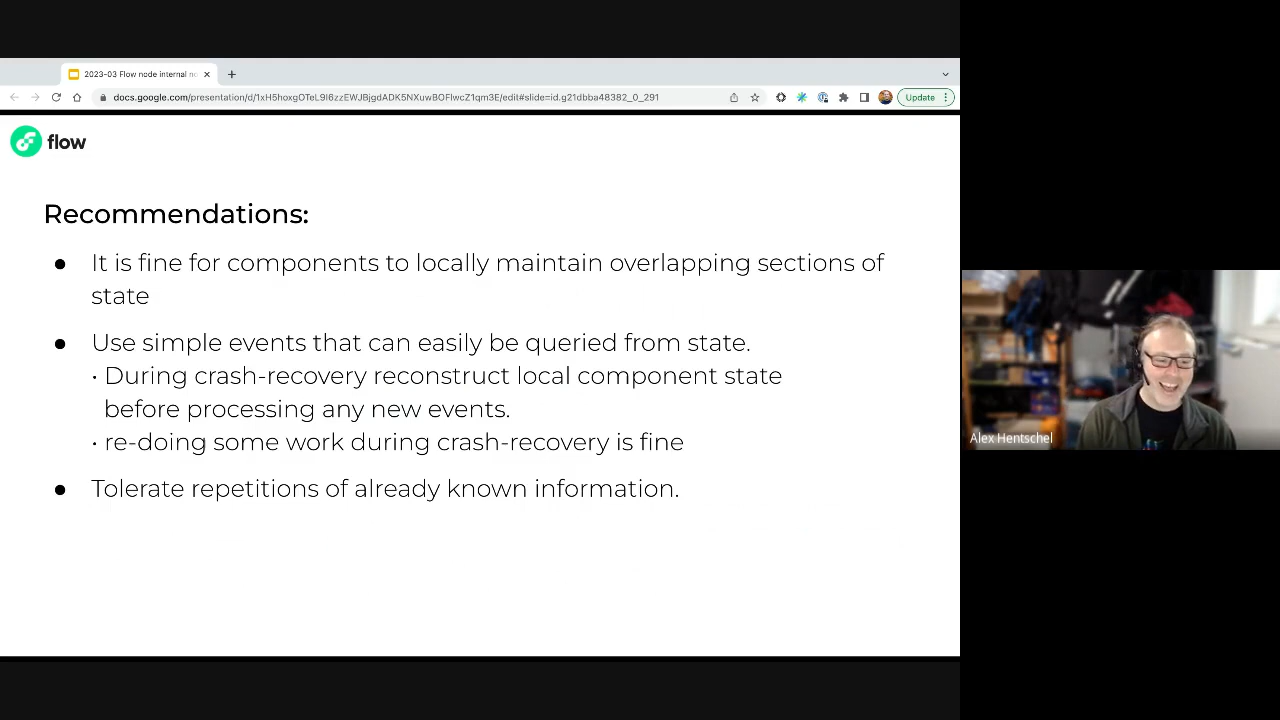 2023-03 Flow node internal no
docs.google.com/presentation/d/1xH5hoxgOTeL9I6zzEWJBjgdADK5NXuwBOFlwcZ1qm3E/edit#slide=id.g21dbba48382_0_291
Update
flow
Recommendations:
● It is fine for components to locally maintain overlapping sections of
state
● Use simple events that can easily be queried from state.
· During crash-recovery reconstruct local component state
before processing any new events.
· re-doing some work during crash-recovery is fine
● Tolerate repetitions of already known information.
Alex Hentschel